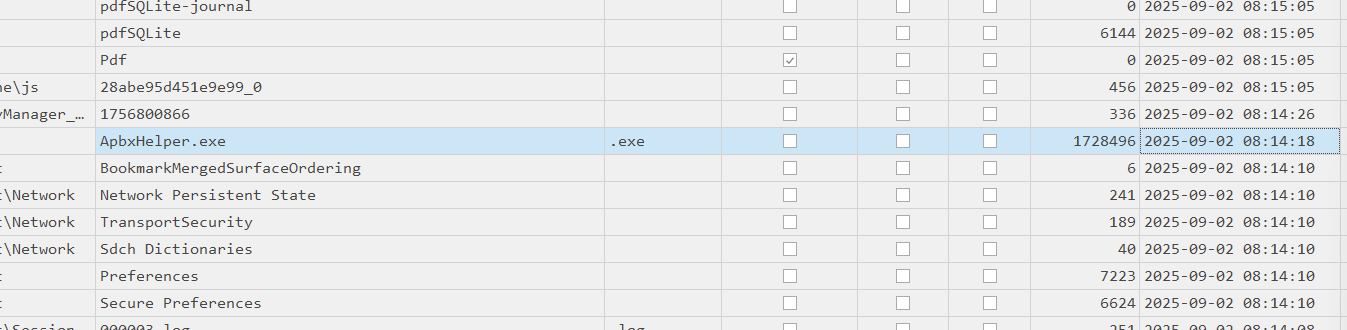 pdfSQLite-journal 0 2025-09-02 08:15:05
pdfSQLite 6144 2025-09-02 08:15:05
Pdf 0 2025-09-02 08:15:05
ne\js 28abe95d451e9e99_0 456 2025-09-02 08:15:05
yManager_… 1756800866 336 2025-09-02 08:14:26
ApbxHelper.exe .exe 1728496 2025-09-02 08:14:18
t BookmarkMergedSurfaceOrdering 6 2025-09-02 08:14:10
t\Network Network Persistent State 241 2025-09-02 08:14:10
t\Network TransportSecurity 189 2025-09-02 08:14:10
t\Network Sdch Dictionaries 40 2025-09-02 08:14:10
t Preferences 7223 2025-09-02 08:14:10
t Secure Preferences 6624 2025-09-02 08:14:10
t\Session 000003.log .log 251 2025-09-02 08:14:08